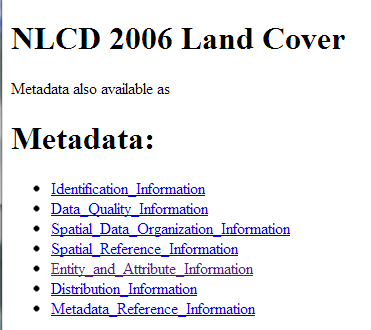 NLCD 2006 Land Cover
Metadata also available as
Metadata:
Identification_Information
Data_Quality_Information
Spatial_Data_Organization_Information
Spatial_Reference_Information
Entity_and_Attribute_Information
Distribution_Information
Metadata_Reference_Information